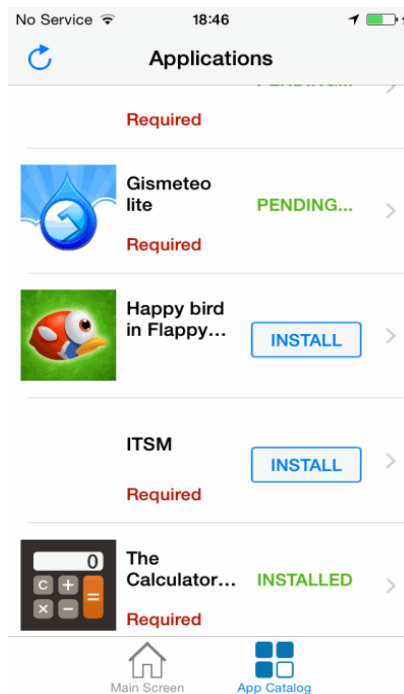 No Service 18:46
Applications
PENDING...
Required
Gismeteo
lite
PENDING...
Required
Happy bird
in Flappy...
INSTALL
ITSM
INSTALL
Required
0
C + = × −
The
Calculator...
INSTALLED
Required
Main Screen App Catalog